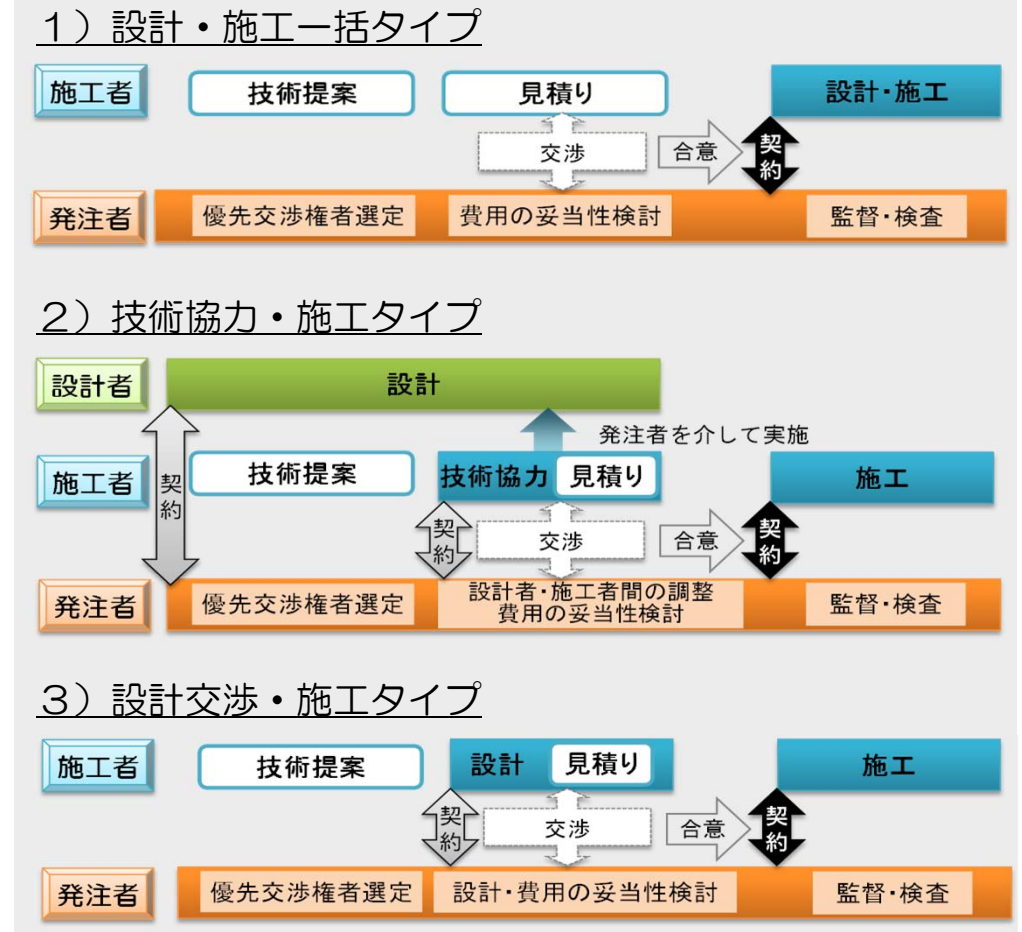 １）設計・施工一括タイプ
施工者 技術提案 見積り 設計・施工
交渉 合意 契約
発注者 優先交渉権者選定 費用の妥当性検討 監督・検査
２）技術協力・施工タイプ
設計者 設計
発注者を介して実施
施工者 契約 技術提案 技術協力 見積り 施工
契約 交渉 合意 契約
発注者 優先交渉権者選定 設計者・施工者間の調整 監督・検査
費用の妥当性検討
３）設計交渉・施工タイプ
施工者 技術提案 設計 見積り 施工
契約 交渉 合意 契約
発注者 優先交渉権者選定 設計・費用の妥当性検討 監督・検査